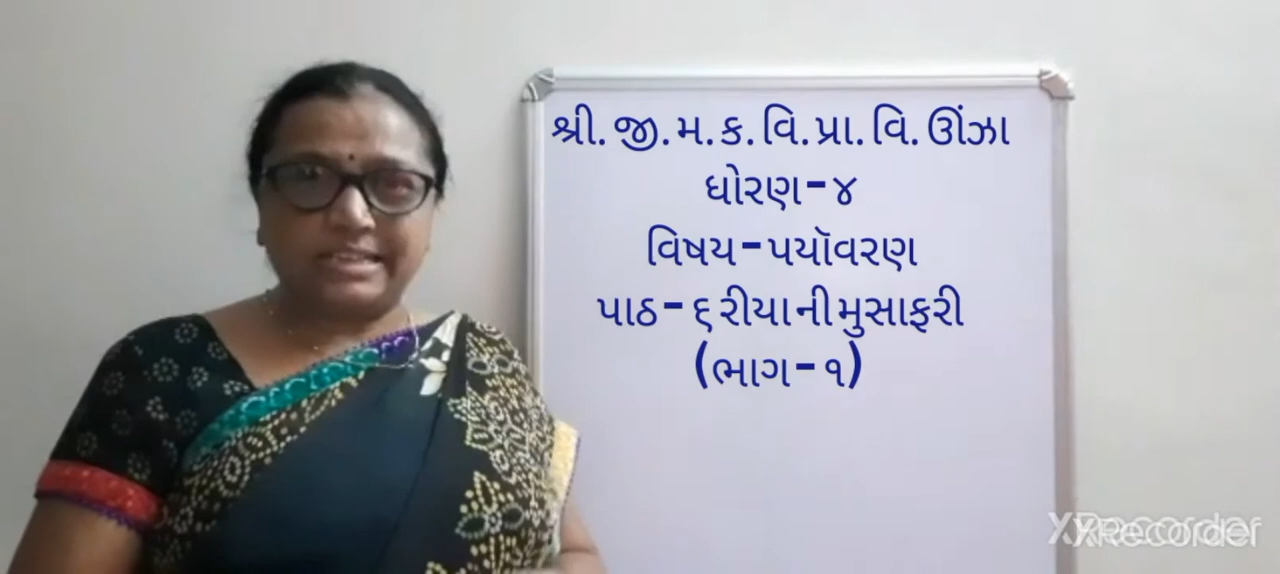 શ્રી. જી. મ. ક. વિ. પ્રા. વિ. ઊંઝા
ધોરણ-૪
વિષય-પર્યાવરણ
પાઠ- ૬ રીયા ની મુસાફરી
(ભાગ-૧)
XRecorder